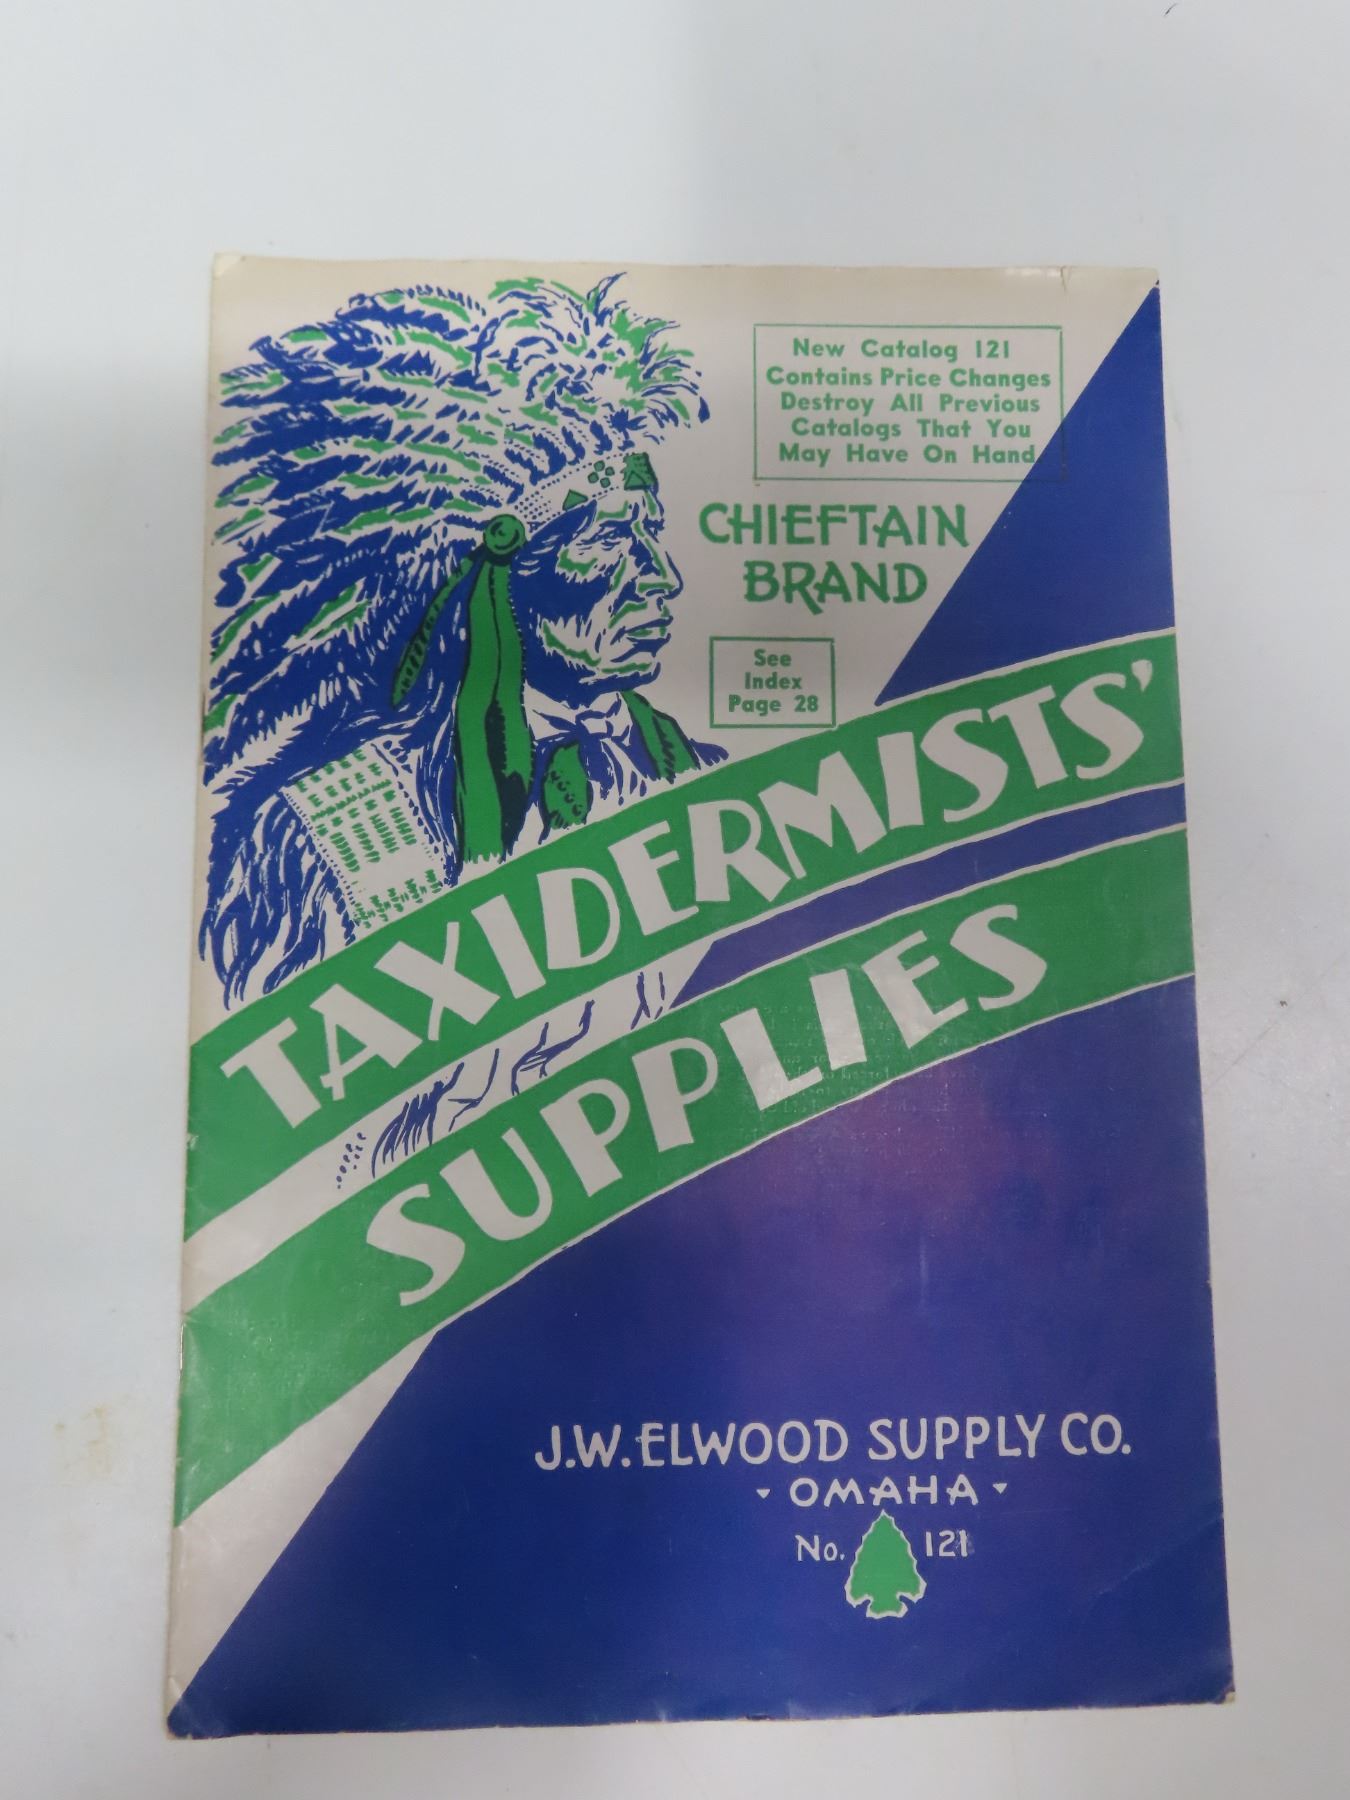 New Catalog 121
Contains Price Changes
Destroy All Previous
Catalogs That You
May Have On Hand
CHIEFTAIN
BRAND
See
Index
Page 28
TAXIDERMISTS'
SUPPLIES
J.W. ELWOOD SUPPLY CO.
- OMAHA -
No. 121